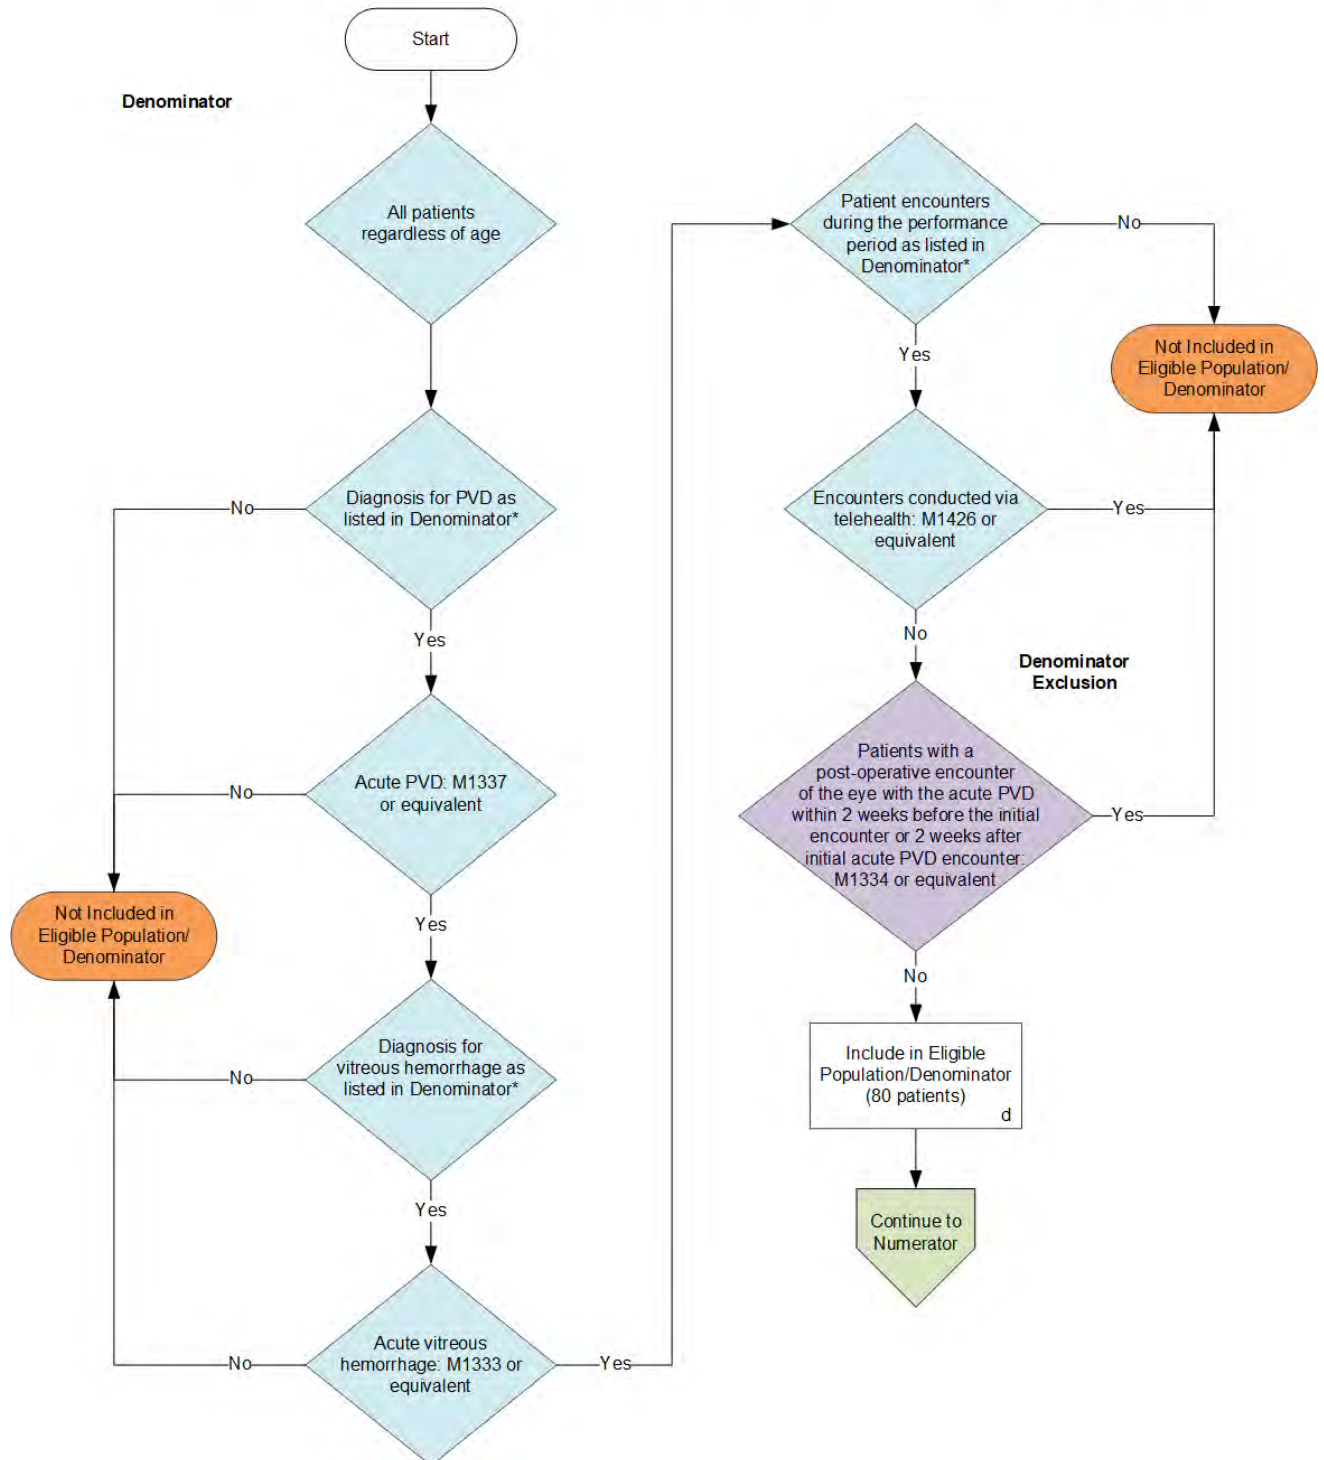 Start
Denominator
All patients
regardless of age
Diagnosis for PVD as
listed in Denominator*
No
Yes
Acute PVD: M1337
or equivalent
No
Yes
Not Included in
Eligible Population/
Denominator
Diagnosis for
vitreous hemorrhage as
listed in Denominator*
No
Yes
Acute vitreous
hemorrhage: M1333 or
equivalent
No
Yes
Patient encounters
during the performance
period as listed in
Denominator*
No
Yes
Not Included in
Eligible Population/
Denominator
Encounters conducted via
telehealth: M1426 or
equivalent
Yes
No
Denominator
Exclusion
Patients with a
post-operative encounter
of the eye with the acute PVD
within 2 weeks before the initial
encounter or 2 weeks after
initial acute PVD encounter:
M1334 or equivalent
Yes
No
Include in Eligible
Population/Denominator
(80 patients)
d
Continue to
Numerator